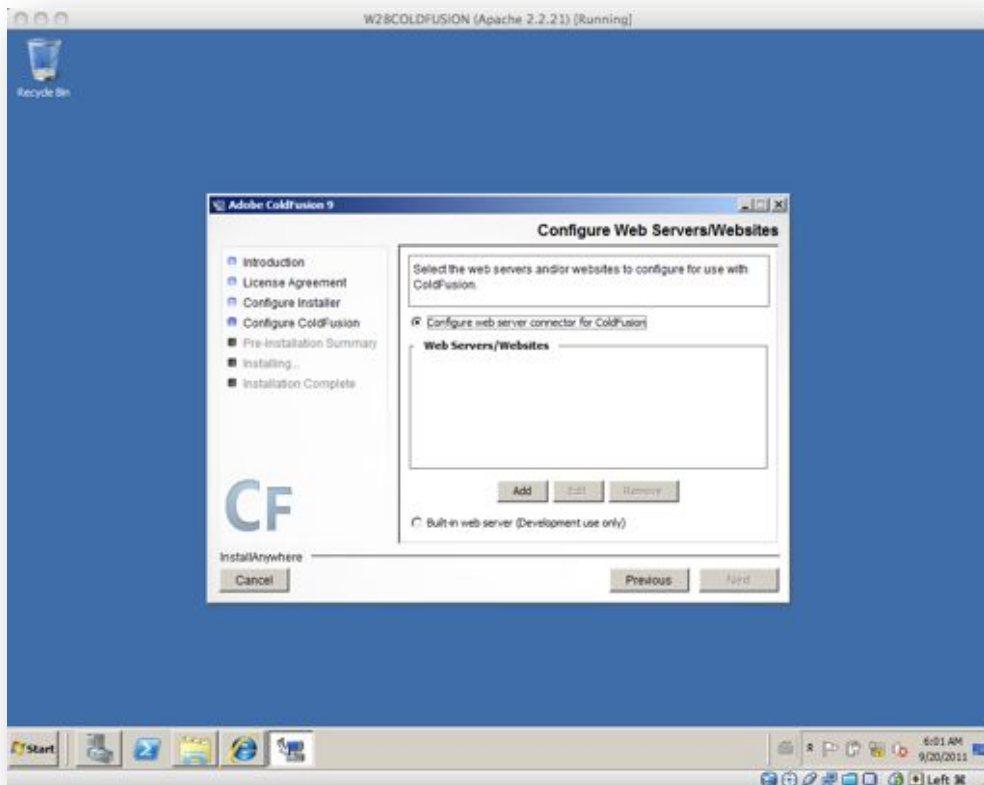 W28COLDFUSION (Apache 2.2.21) [Running]
Recycle Bin
Adobe ColdFusion 9
Configure Web Servers/Websites
Introduction
License Agreement
Configure Installer
Configure ColdFusion
Pre-Installation Summary
Installing...
Installation Complete
Select the web servers and/or websites to configure for use with
ColdFusion.
Configure web server connector for ColdFusion
Web Servers/Websites
Add
Edit
Remove
Built-in web server (Development use only)
CF
InstallAnywhere
Cancel
Previous
Next
Start
6:01 AM
9/20/2011
Left ⌘